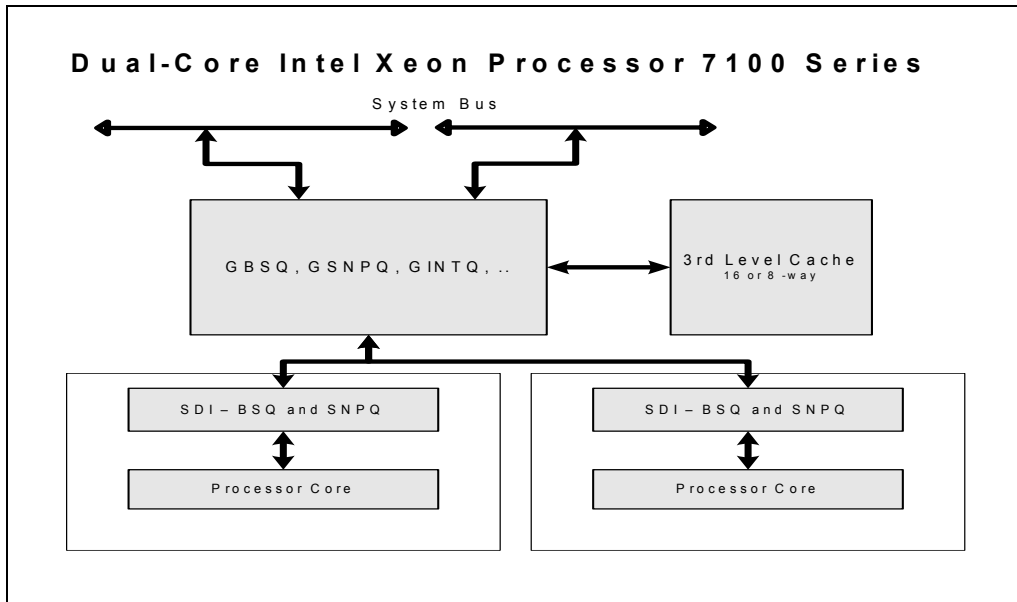 Dual-Core Intel Xeon Processor 7100 Series
System Bus
GBSQ, GSNPQ, GINTQ, ..
3rd Level Cache
16 or 8 -way
SDI – BSQ and SNPQ
SDI – BSQ and SNPQ
Processor Core
Processor Core